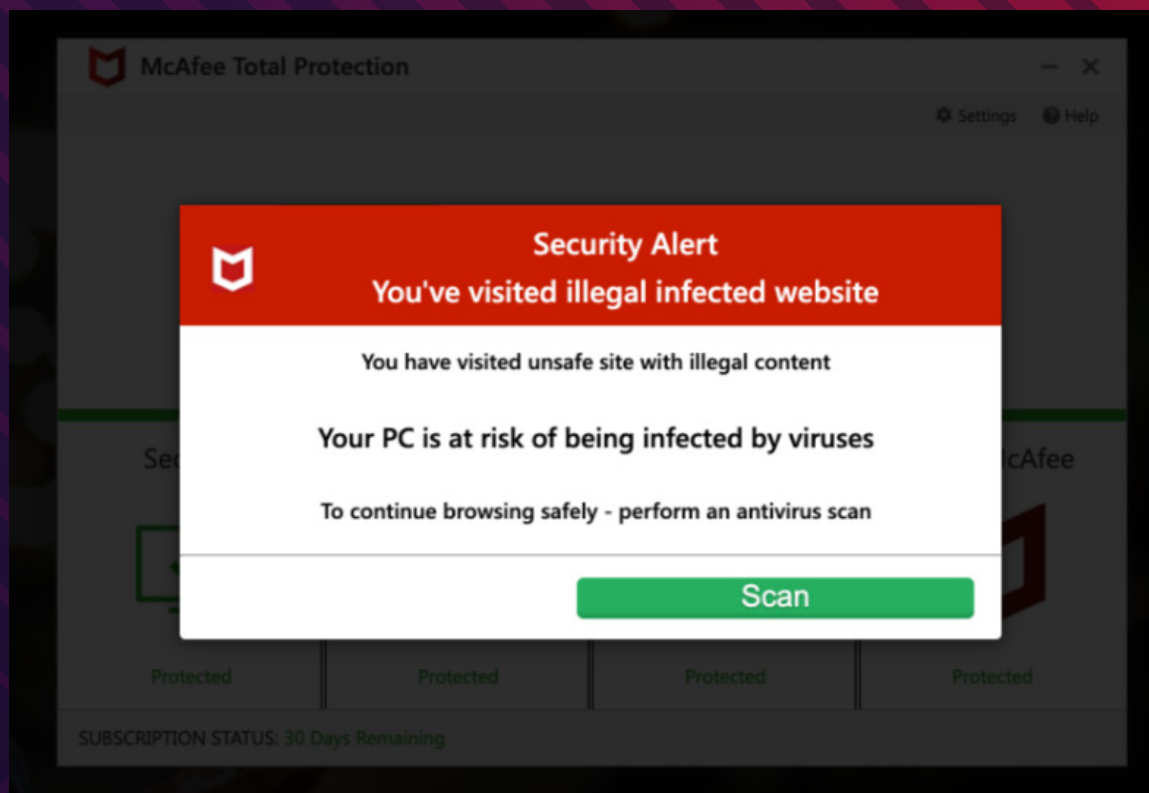 McAfee Total Protection
Settings Help
Security Alert
You've visited illegal infected website
You have visited unsafe site with illegal content
Your PC is at risk of being infected by viruses
To continue browsing safely - perform an antivirus scan
Scan
Protected Protected Protected Protected
SUBSCRIPTION STATUS: 30 Days Remaining